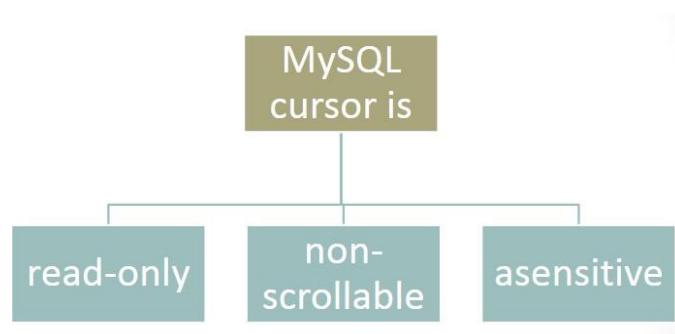 MySQL
cursor is
read-only
non-
scrollable
asensitive